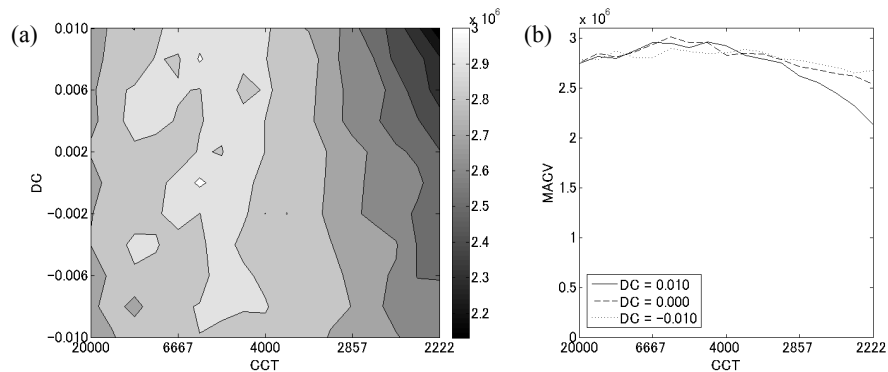 (a)
× 10^6
0.010
0.006
0.002
-0.002
-0.006
-0.010
DC
20000 6667 4000 2857 2222
CCT
3
2.9
2.8
2.7
2.6
2.5
2.4
2.3
2.2
(b)
× 10^6
3
2.5
2
1.5
1
0.5
0
MACV
DC = 0.010
DC = 0.000
DC = -0.010
20000 6667 4000 2857 2222
CCT